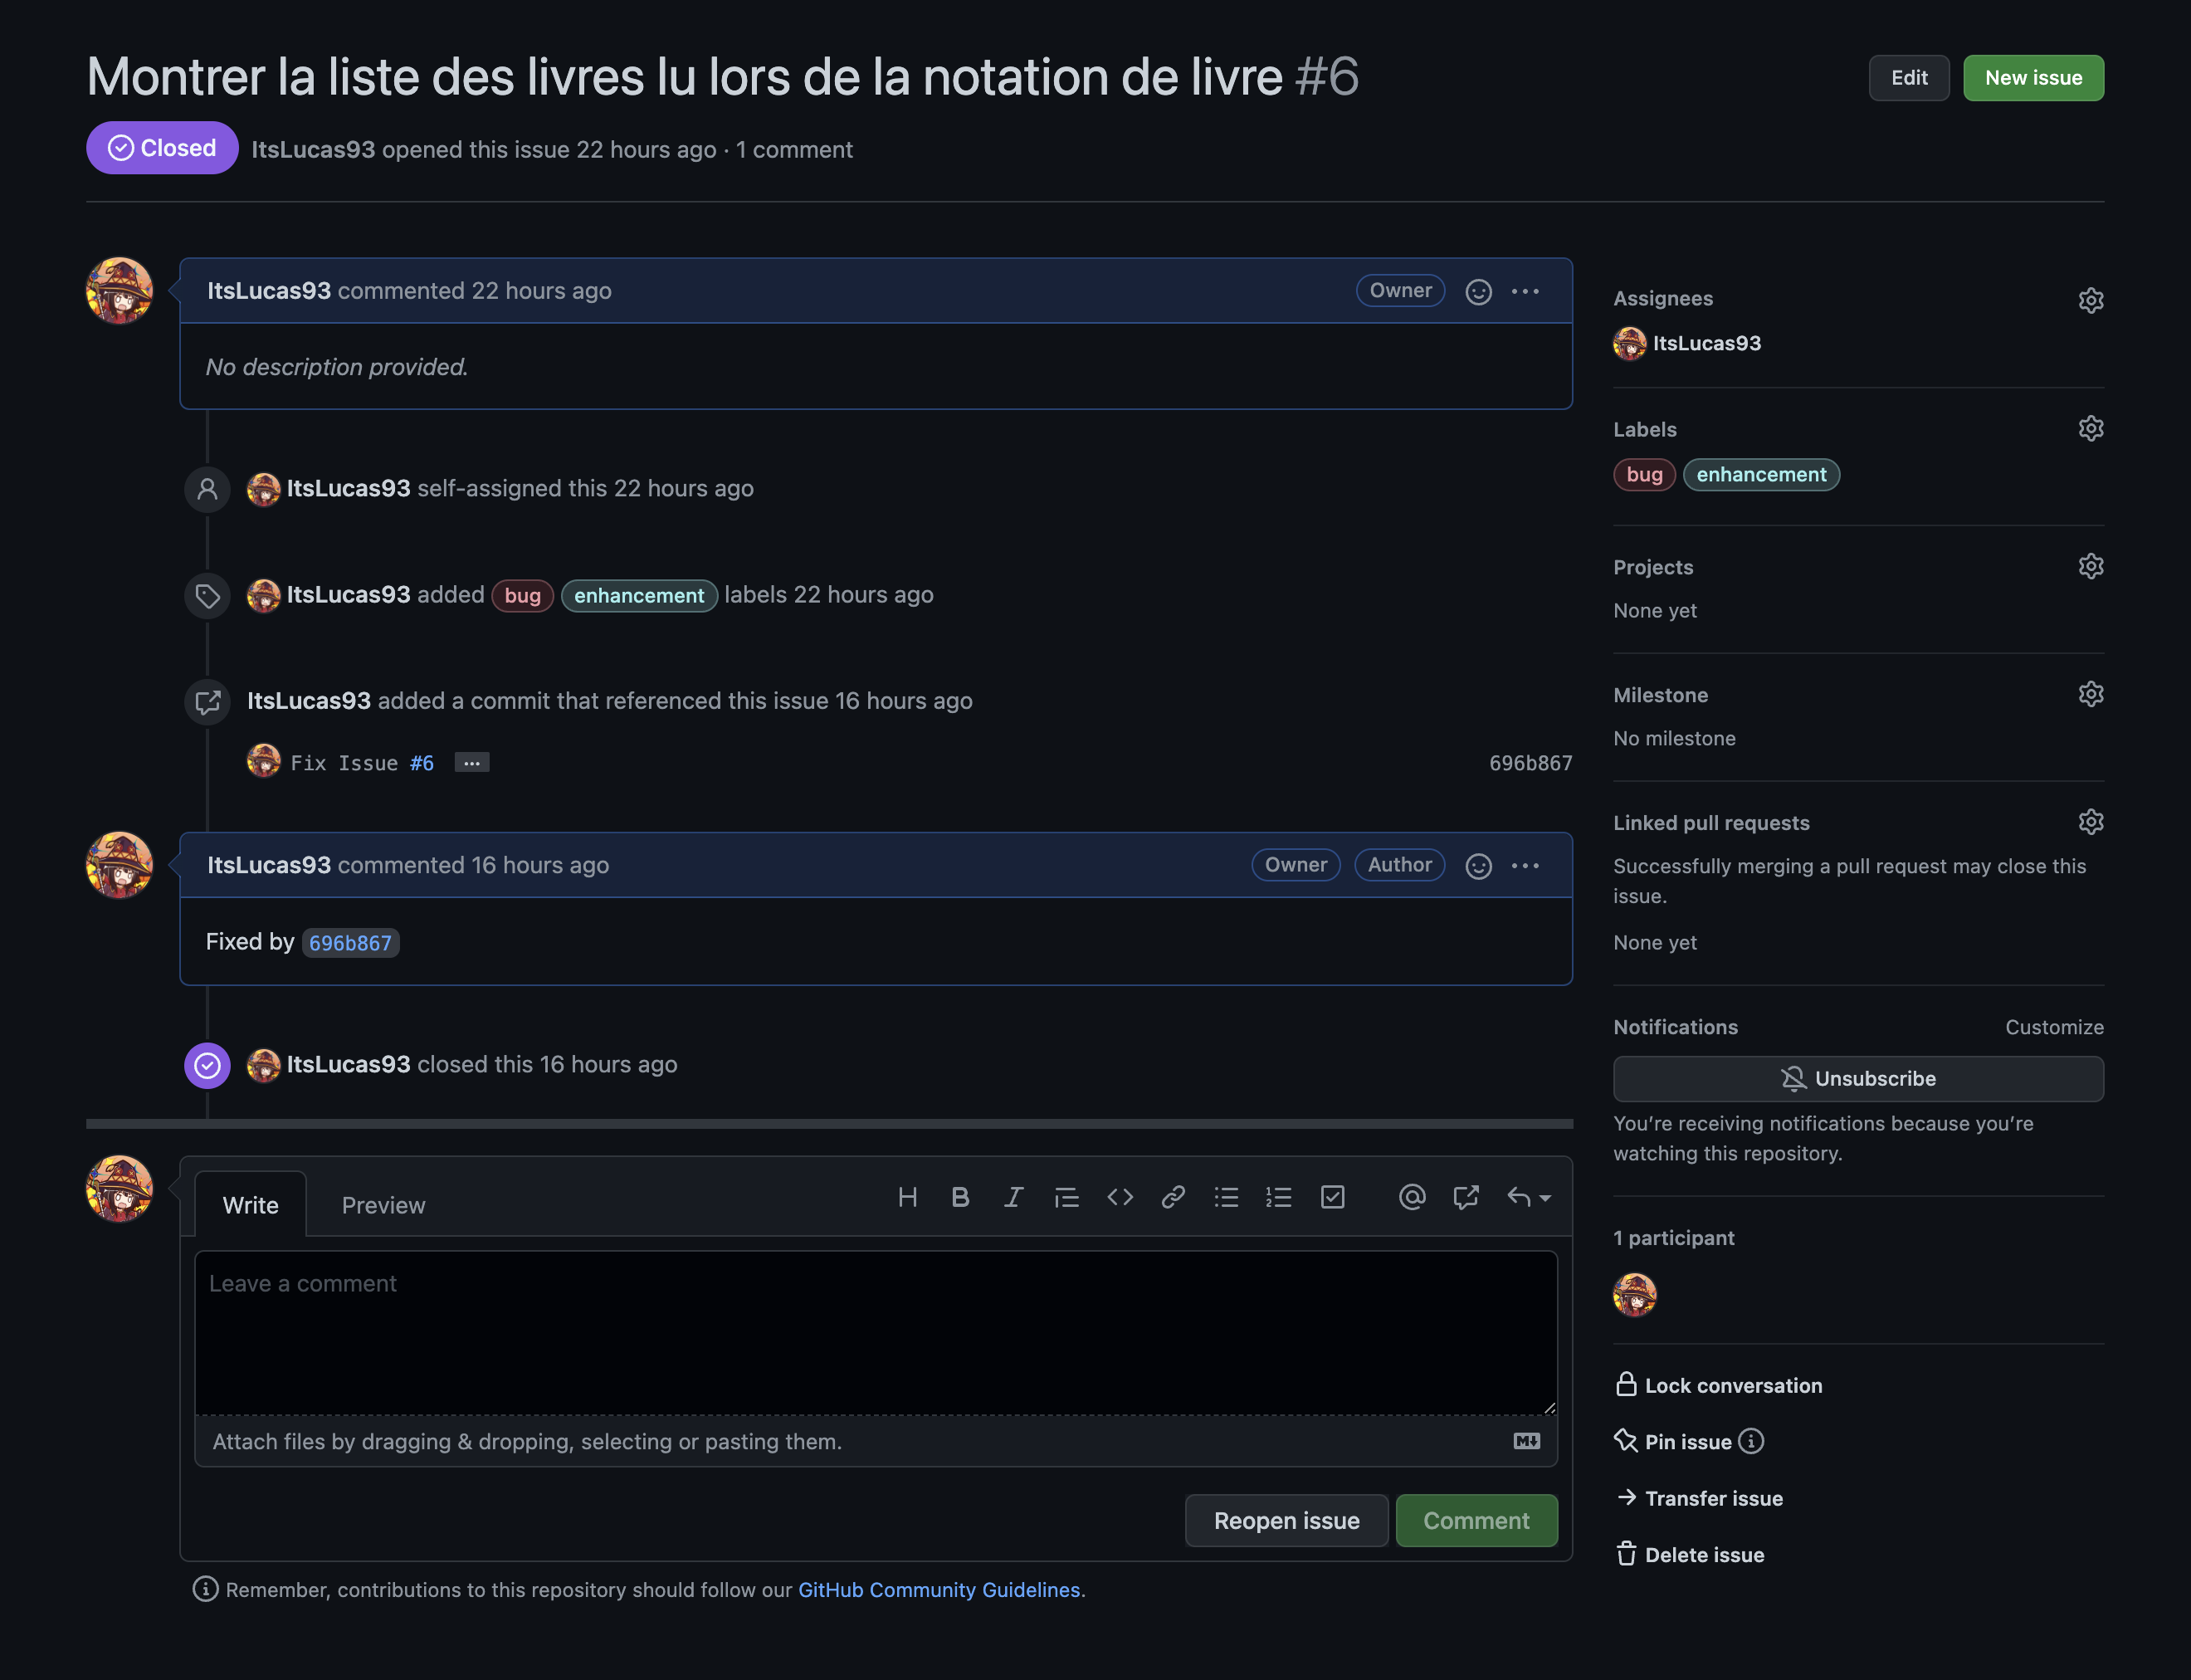 Montrer la liste des livres lu lors de la notation de livre #6
Edit
New issue
Closed
ItsLucas93 opened this issue 22 hours ago · 1 comment
ItsLucas93 commented 22 hours ago
Owner
No description provided.
ItsLucas93 self-assigned this 22 hours ago
ItsLucas93 added bug enhancement labels 22 hours ago
ItsLucas93 added a commit that referenced this issue 16 hours ago
Fix Issue #6 …
696b867
ItsLucas93 commented 16 hours ago
Owner
Author
Fixed by 696b867
ItsLucas93 closed this 16 hours ago
Write
Preview
Leave a comment
Attach files by dragging & dropping, selecting or pasting them.
Reopen issue
Comment
Remember, contributions to this repository should follow our GitHub Community Guidelines.
Assignees
ItsLucas93
Labels
bug
enhancement
Projects
None yet
Milestone
No milestone
Linked pull requests
Successfully merging a pull request may close this
issue.
None yet
Notifications
Customize
Unsubscribe
You’re receiving notifications because you’re
watching this repository.
1 participant
Lock conversation
Pin issue
Transfer issue
Delete issue